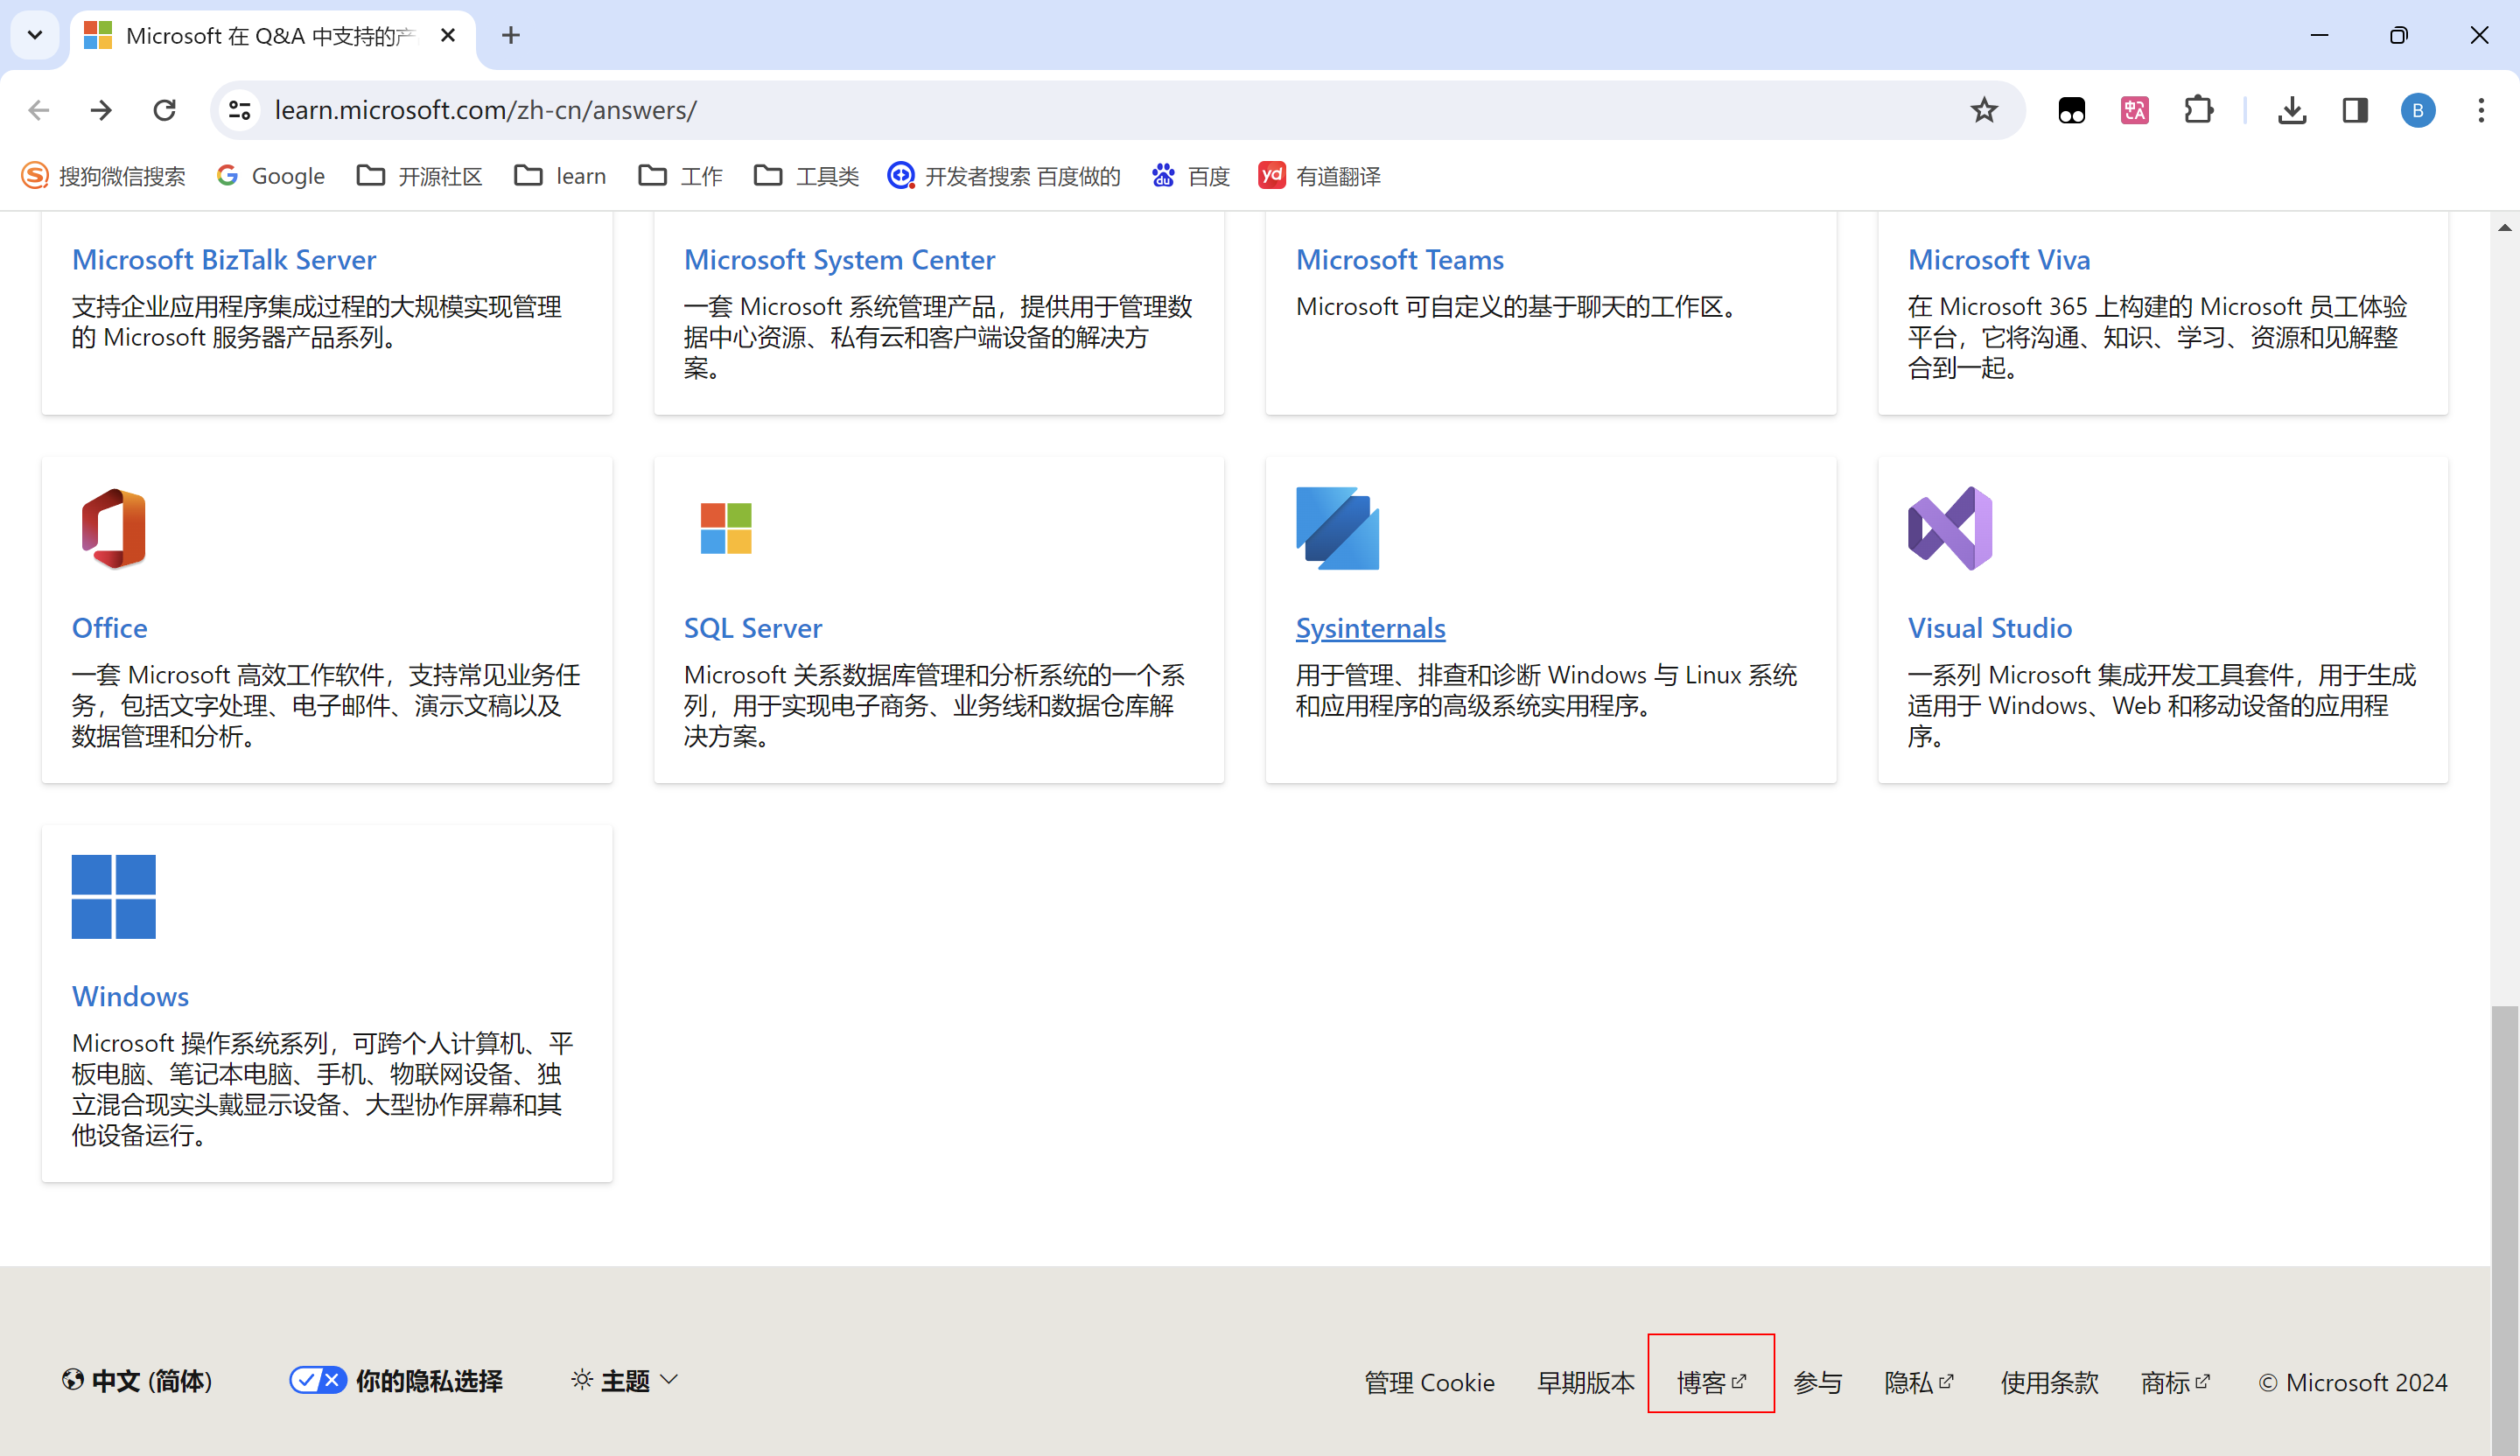 Microsoft 在 Q&A 中支持的产
learn.microsoft.com/zh-cn/answers/
B
搜狗微信搜索 Google 开源社区 learn 工作 工具类 开发者搜索 百度做的 百度 有道翻译
Microsoft BizTalk Server
支持企业应用程序集成过程的大规模实现管理
的 Microsoft 服务器产品系列。
Microsoft System Center
一套 Microsoft 系统管理产品，提供用于管理数
据中心资源、私有云和客户端设备的解决方
案。
Microsoft Teams
Microsoft 可自定义的基于聊天的工作区。
Microsoft Viva
在 Microsoft 365 上构建的 Microsoft 员工体验
平台，它将沟通、知识、学习、资源和见解整
合到一起。
Office
一套 Microsoft 高效工作软件，支持常见业务任
务，包括文字处理、电子邮件、演示文稿以及
数据管理和分析。
SQL Server
Microsoft 关系数据库管理和分析系统的一个系
列，用于实现电子商务、业务线和数据仓库解
决方案。
Sysinternals
用于管理、排查和诊断 Windows 与 Linux 系统
和应用程序的高级系统实用程序。
Visual Studio
一系列 Microsoft 集成开发工具套件，用于生成
适用于 Windows、Web 和移动设备的应用程
序。
Windows
Microsoft 操作系统系列，可跨个人计算机、平
板电脑、笔记本电脑、手机、物联网设备、独
立混合现实头戴显示设备、大型协作屏幕和其
他设备运行。
中文 (简体) 你的隐私选择 主题 管理 Cookie 早期版本 博客 参与 隐私 使用条款 商标 © Microsoft 2024